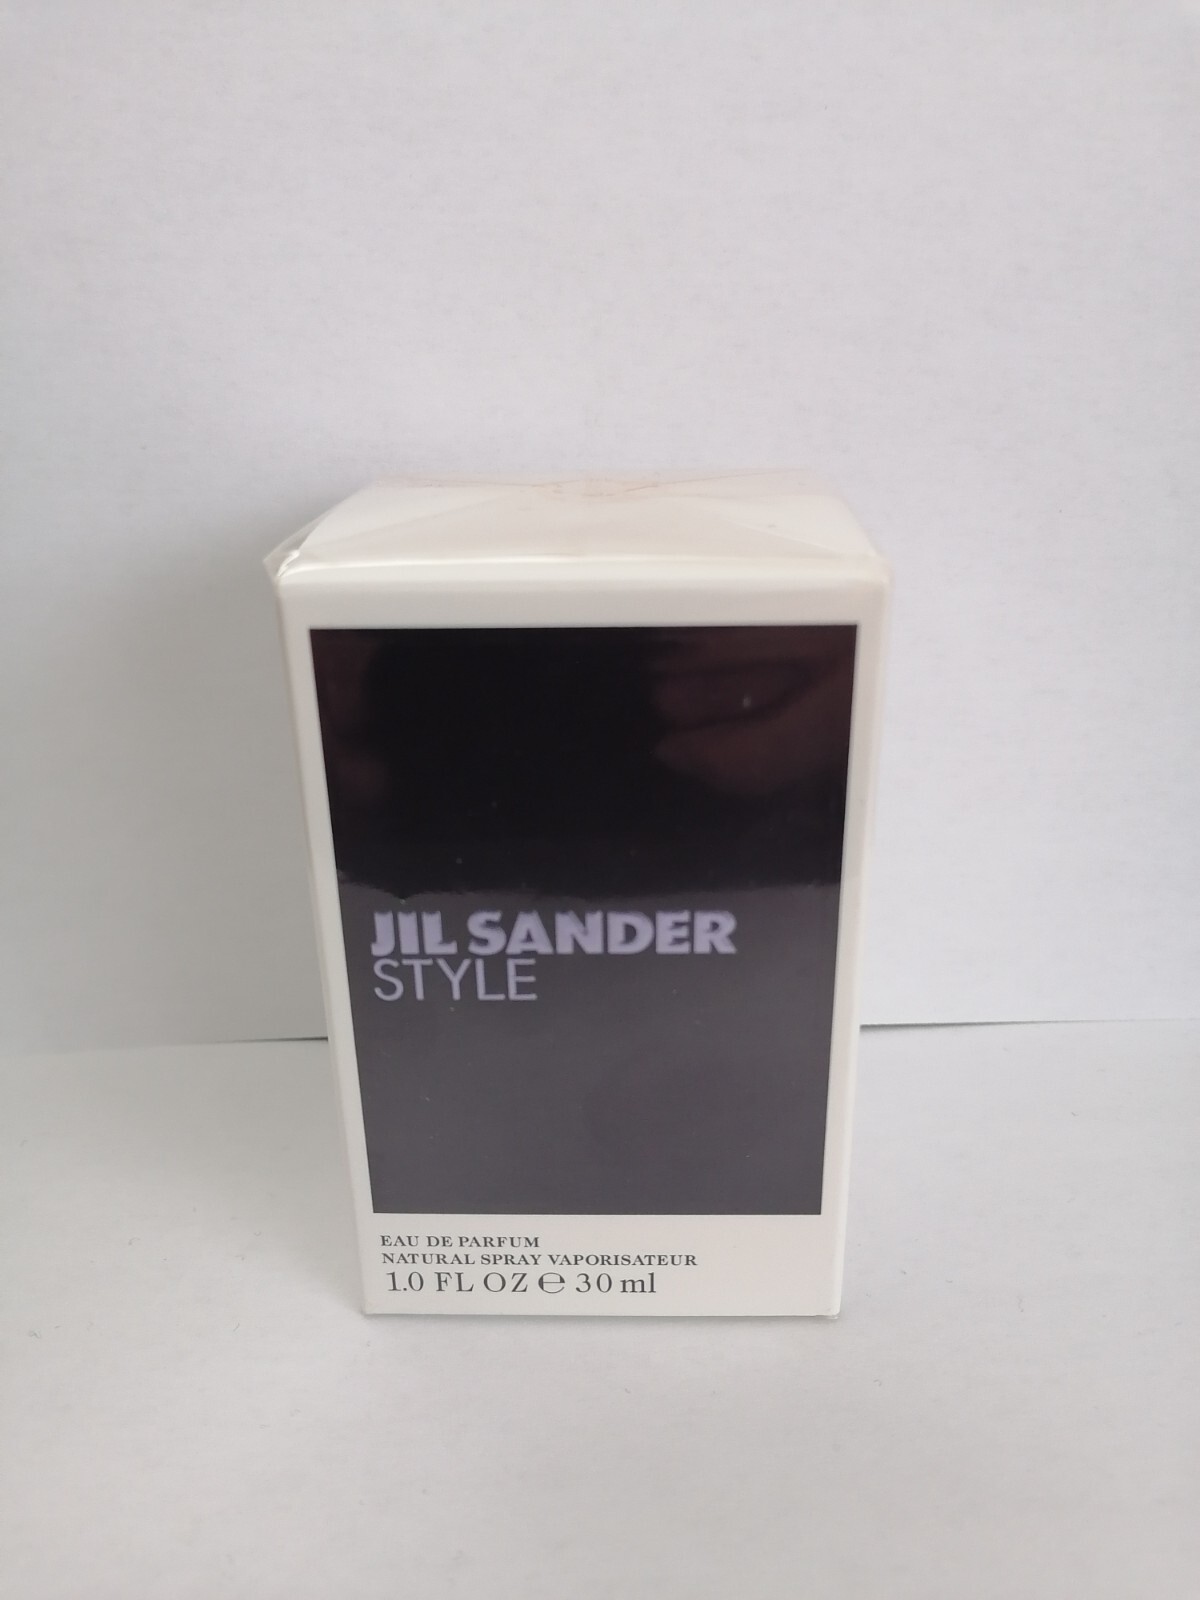 JIL SANDER
STYLE
EAU DE PARFUM
NATURAL SPRAY VAPORISATEUR
1.0 FL OZ ℮ 30 ml